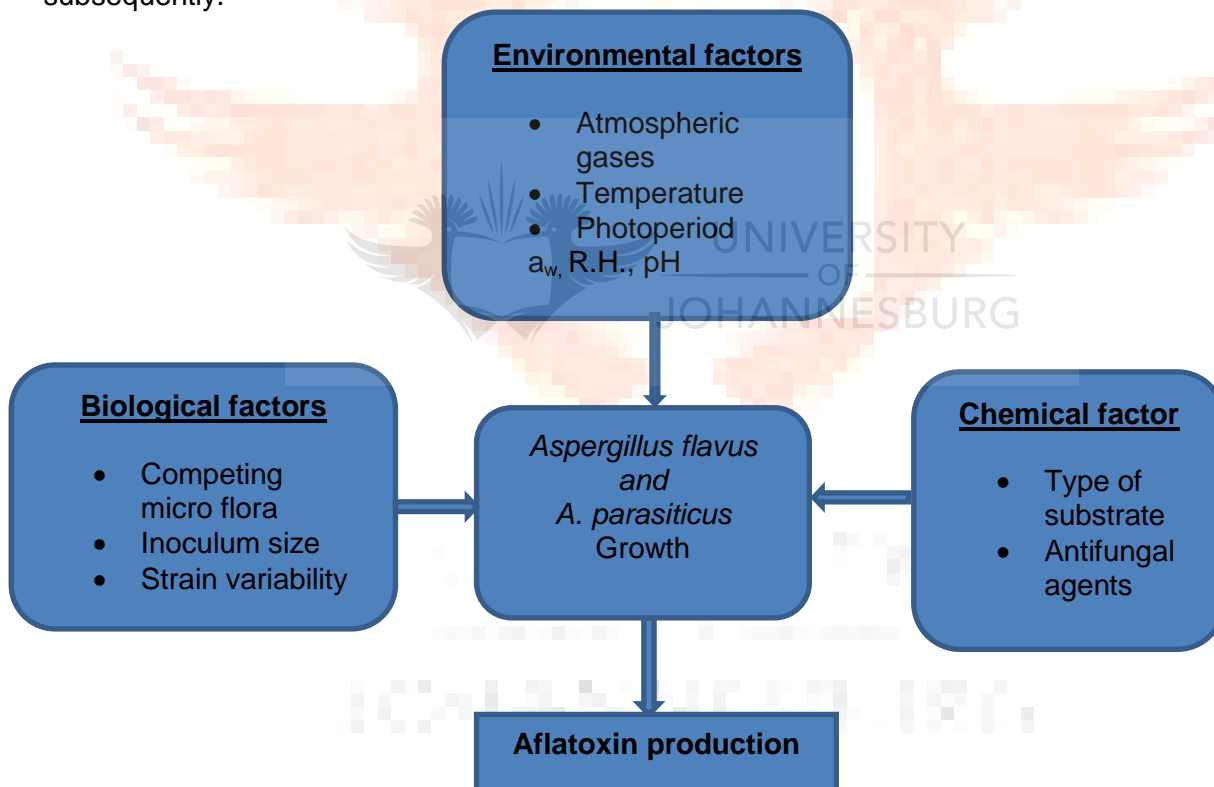 subsequently.
Environmental factors
• Atmospheric
gases
• Temperature
• Photoperiod
aw, R.H., pH
UNIVERSITY
OF
JOHANNESBURG
Biological factors
• Competing
micro flora
• Inoculum size
• Strain variability
Aspergillus flavus
and
A. parasiticus
Growth
Chemical factor
• Type of
substrate
• Antifungal
agents
Aflatoxin production